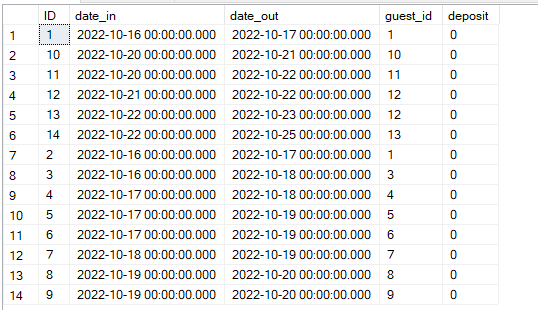 ID date_in date_out guest_id deposit
1 1 2022-10-16 00:00:00.000 2022-10-17 00:00:00.000 1 0
2 10 2022-10-20 00:00:00.000 2022-10-21 00:00:00.000 10 0
3 11 2022-10-20 00:00:00.000 2022-10-22 00:00:00.000 11 0
4 12 2022-10-21 00:00:00.000 2022-10-22 00:00:00.000 12 0
5 13 2022-10-22 00:00:00.000 2022-10-23 00:00:00.000 12 0
6 14 2022-10-22 00:00:00.000 2022-10-25 00:00:00.000 13 0
7 2 2022-10-16 00:00:00.000 2022-10-17 00:00:00.000 1 0
8 3 2022-10-16 00:00:00.000 2022-10-18 00:00:00.000 3 0
9 4 2022-10-17 00:00:00.000 2022-10-18 00:00:00.000 4 0
10 5 2022-10-17 00:00:00.000 2022-10-19 00:00:00.000 5 0
11 6 2022-10-17 00:00:00.000 2022-10-19 00:00:00.000 6 0
12 7 2022-10-18 00:00:00.000 2022-10-19 00:00:00.000 7 0
13 8 2022-10-19 00:00:00.000 2022-10-20 00:00:00.000 8 0
14 9 2022-10-19 00:00:00.000 2022-10-20 00:00:00.000 9 0